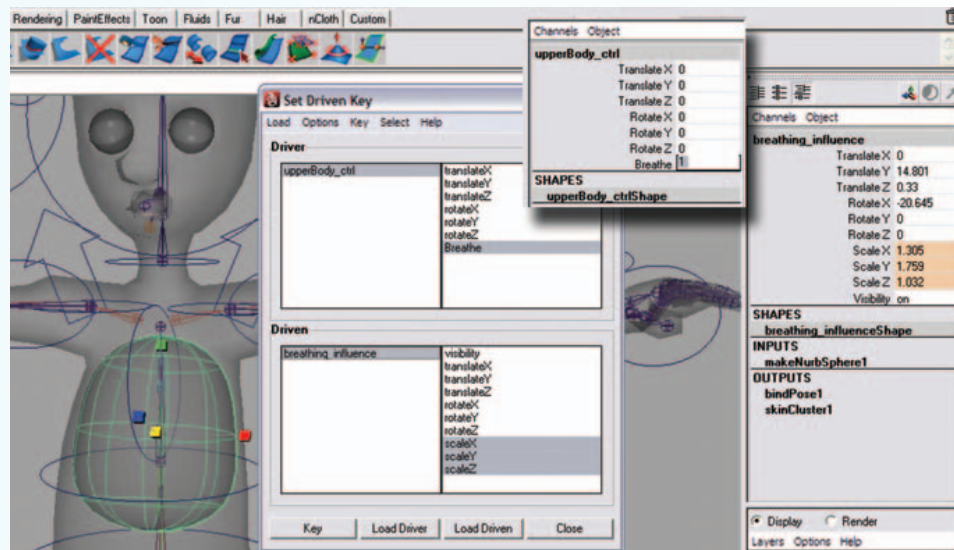 Rendering PaintEffects Toon Fluids Fur Hair nCloth Custom
Channels Object
upperBody_ctrl
Translate X 0
Translate Y 0
Translate Z 0
Rotate X 0
Rotate Y 0
Rotate Z 0
Breathe 1
SHAPES
upperBody_ctrlShape
Set Driven Key
Load Options Key Select Help
Driver
upperBody_ctrl
translateX
translateY
translateZ
rotateX
rotateY
rotateZ
Breathe
Driven
breathing_influence
visibility
translateX
translateY
translateZ
rotateX
rotateY
rotateZ
scaleX
scaleY
scaleZ
Key Load Driver Load Driven Close
Channels Object
breathing_influence
Translate X 0
Translate Y 14.801
Translate Z 0.33
Rotate X -20.645
Rotate Y 0
Rotate Z 0
Scale X 1.305
Scale Y 1.759
Scale Z 1.032
Visibility on
SHAPES
breathing_influenceShape
INPUTS
makeNurbSphere1
OUTPUTS
bindPose1
skinCluster1
Display Render
Layers Options Help